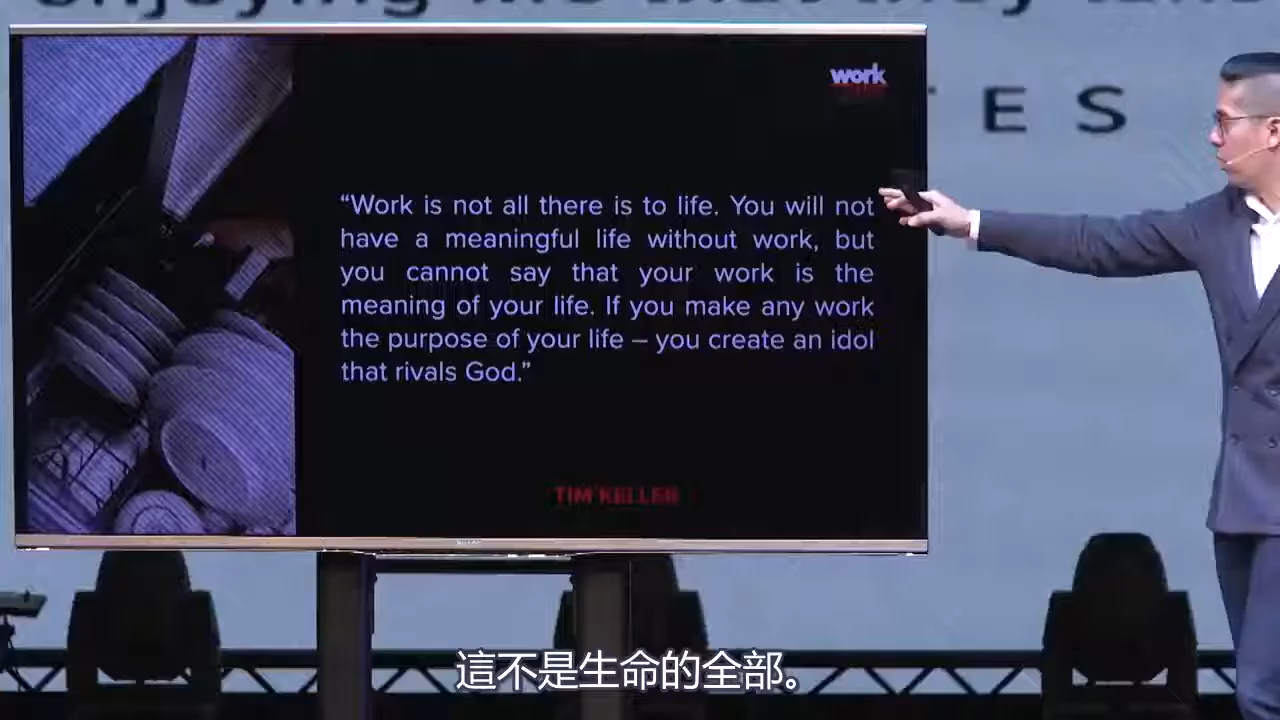 enjoying
TES
work
“Work is not all there is to life. You will not
have a meaningful life without work, but
you cannot say that your work is the
meaning of your life. If you make any work
the purpose of your life – you create an idol
that rivals God.”
TIM KELLER
這不是生命的全部。